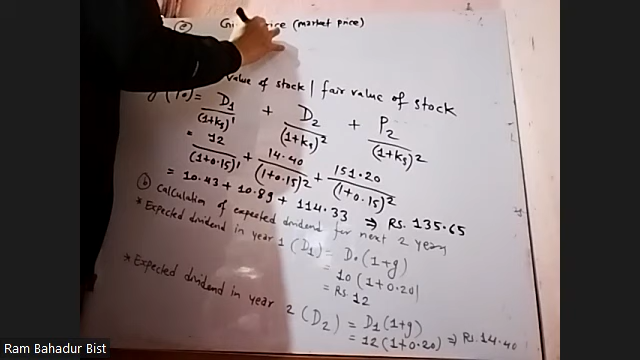 (c) price (market price)
value of stock | fair value of stock
(P₀) = D₁/(1+ks)¹ + D₂/(1+ks)² + P₂/(1+ks)²
= 12/(1+0.15)¹ + 14.40/(1+0.15)² + 151.20/(1+0.15)²
= 10.43 + 10.89 + 114.33 ⇒ Rs. 135.65
(b) Calculation of expected dividend for next 2 years
* Expected dividend in year 1 (D₁) = D₀(1+g)
= 10(1+0.20)
= Rs. 12
* Expected dividend in year 2 (D₂) = D₁(1+g)
= 12(1+0.20) ⇒ Rs. 14.40
Ram Bahadur Bist